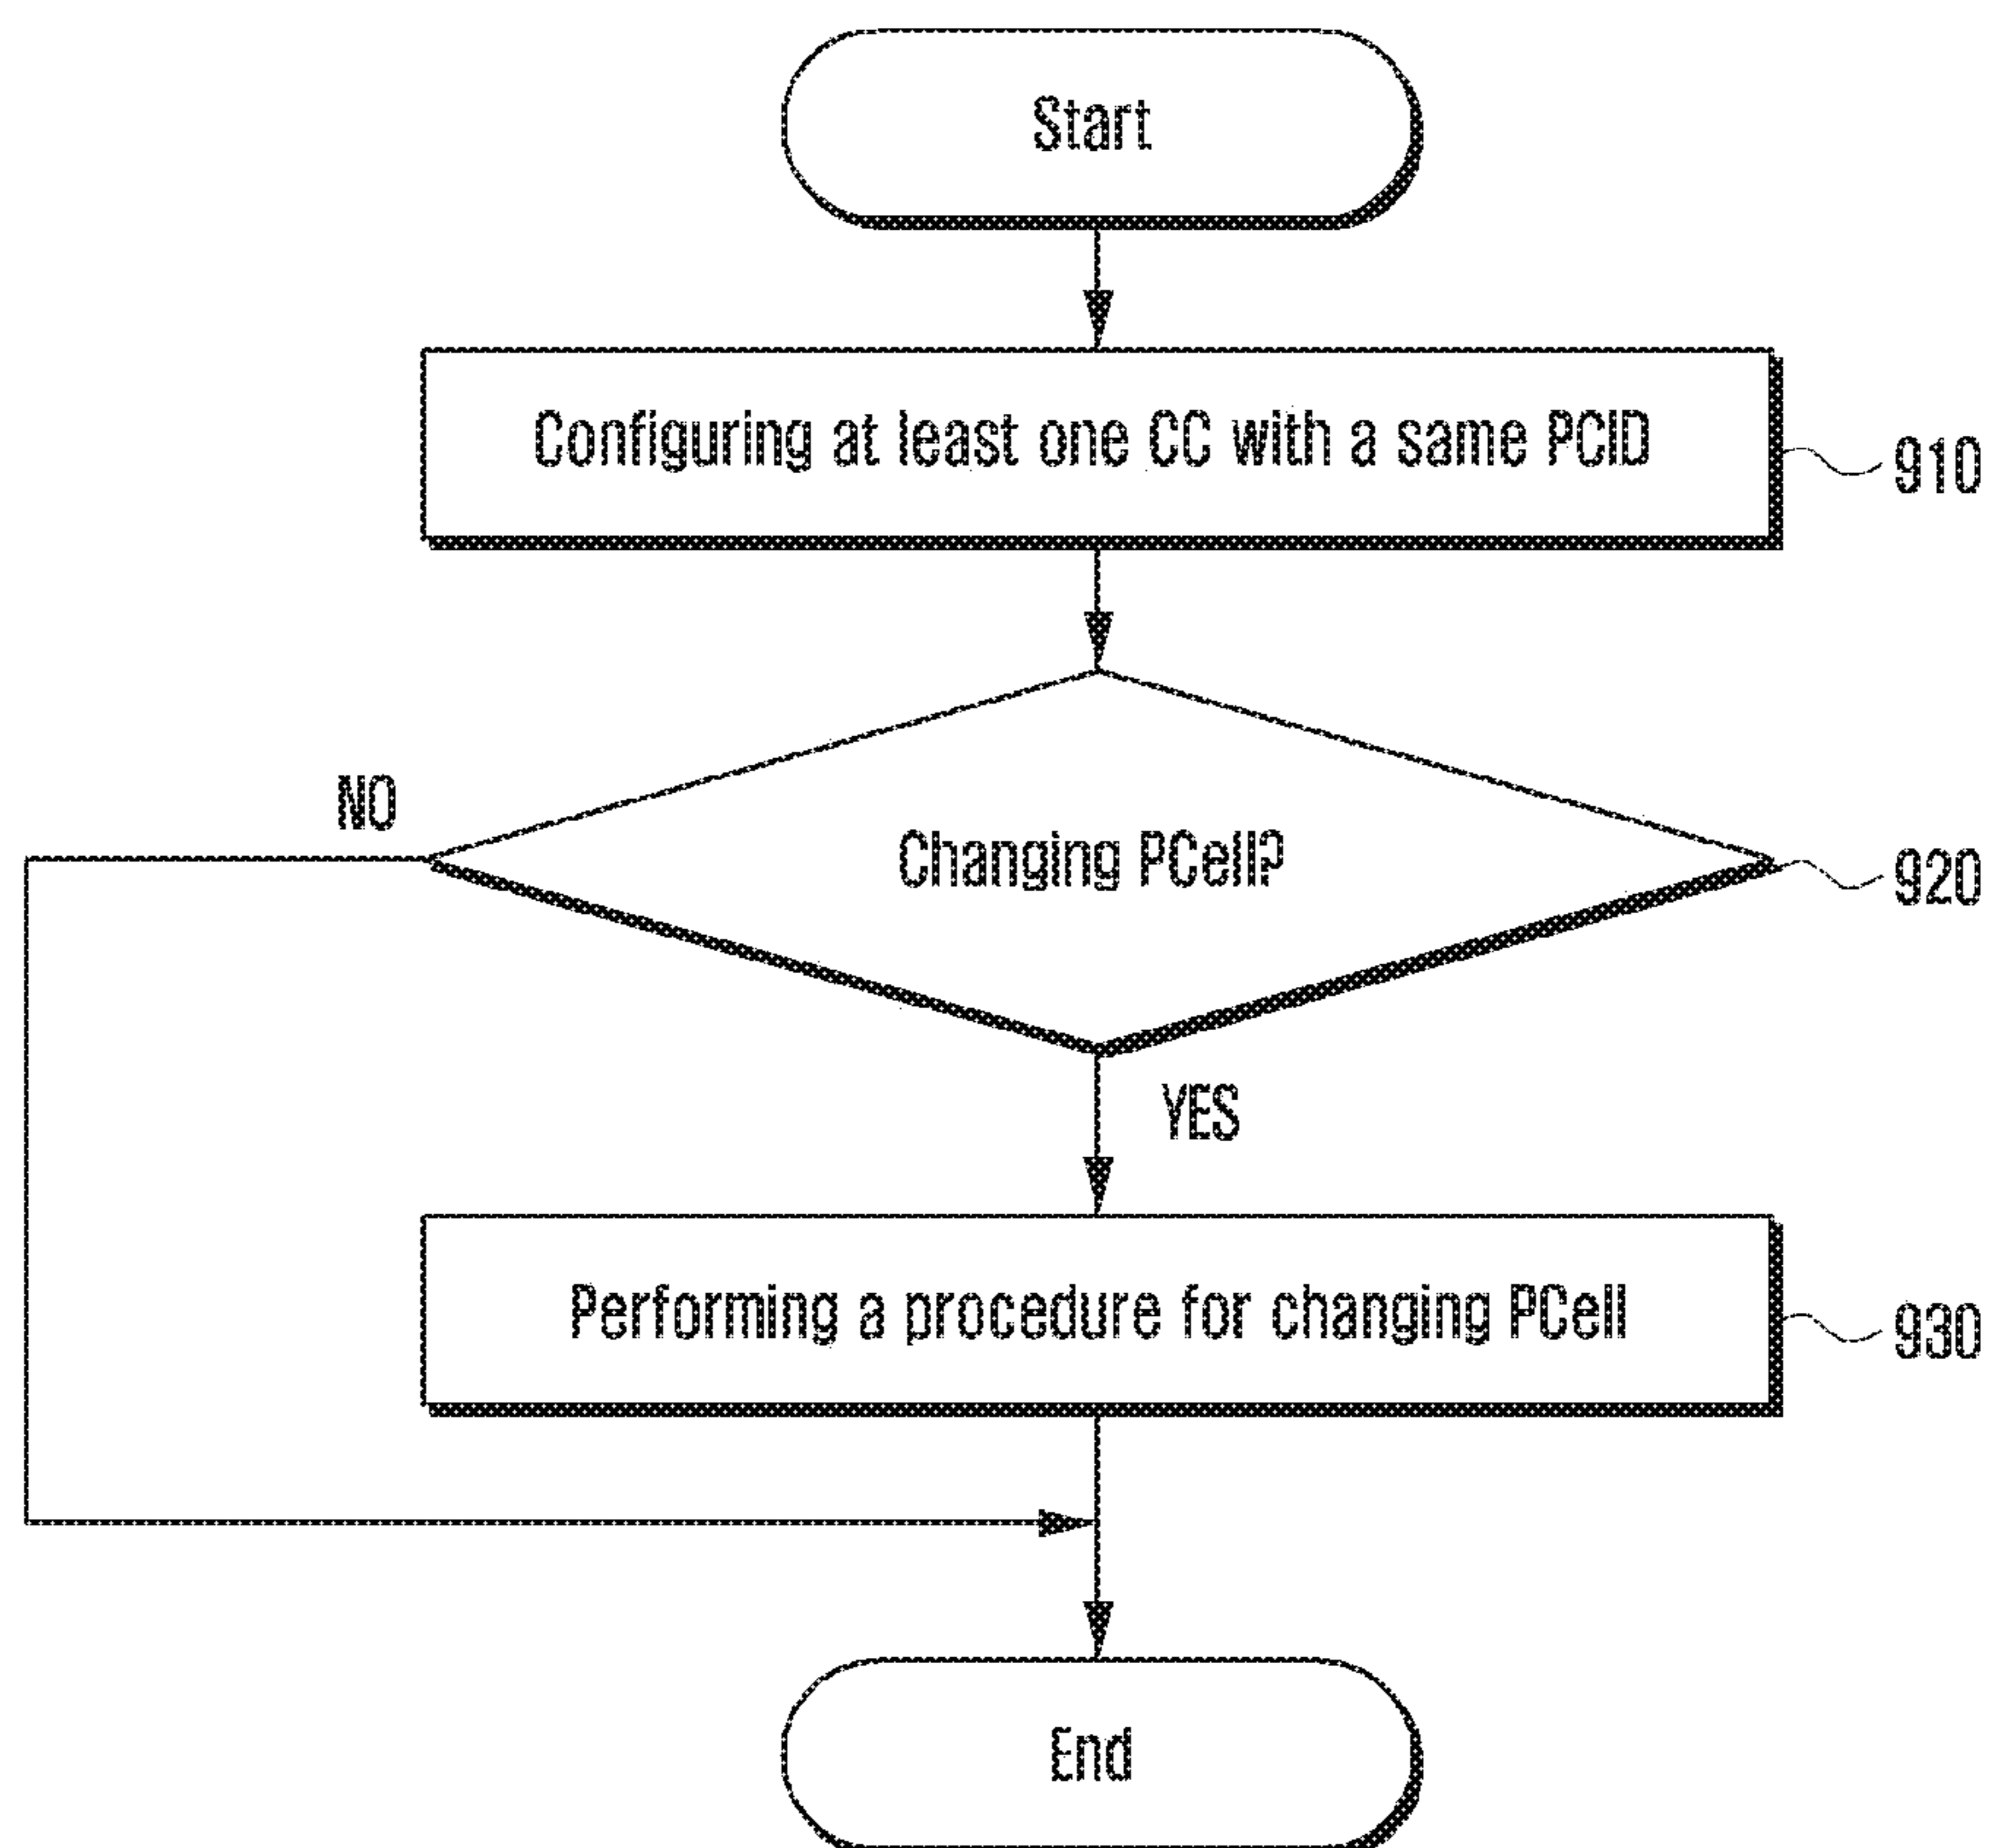 Start
Configuring at least one CC with a same PCID
910
NO
Changing PCell?
920
YES
Performing a procedure for changing PCell
930
End